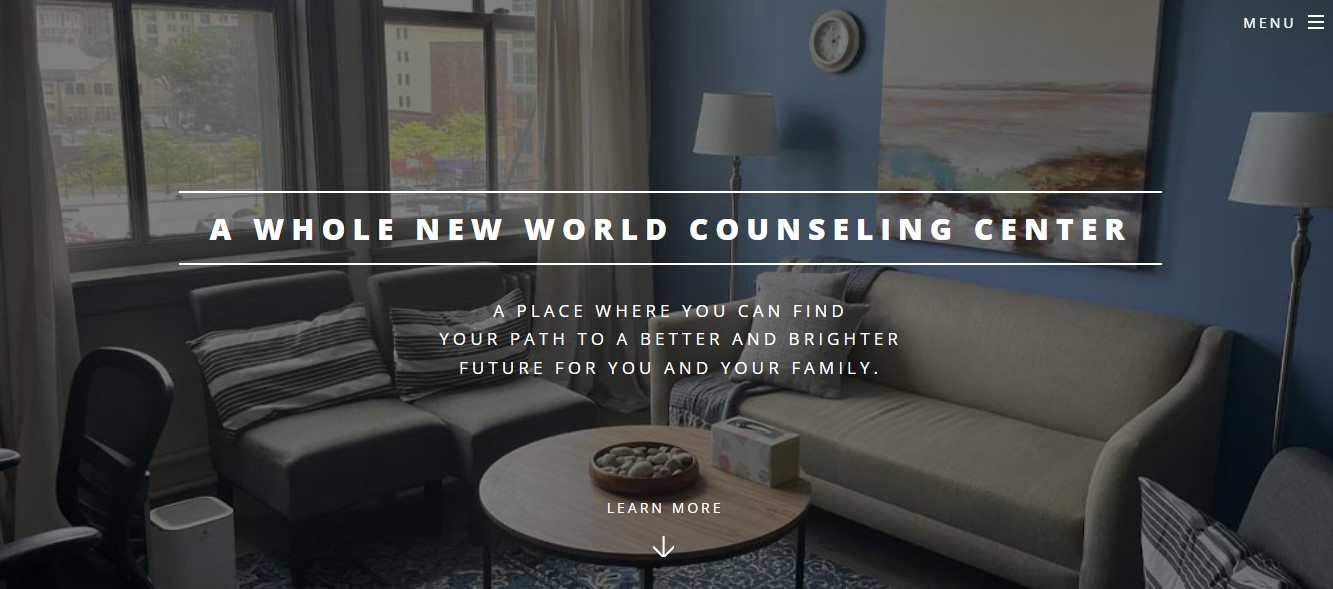 MENU
A WHOLE NEW WORLD COUNSELING CENTER
A PLACE WHERE YOU CAN FIND
YOUR PATH TO A BETTER AND BRIGHTER
FUTURE FOR YOU AND YOUR FAMILY.
LEARN MORE